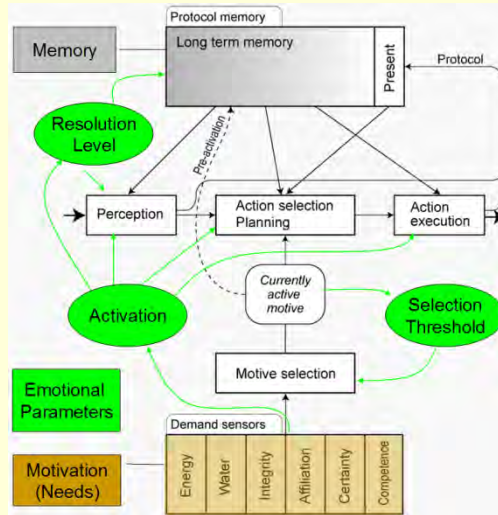 Protocol memory
Memory
Long term memory
Present
Protocol
Resolution
Level
Pre-activation
Perception
Action selection
Planning
Action
execution
Currently
active
motive
Activation
Selection
Threshold
Motive selection
Emotional
Parameters
Demand sensors
Motivation
(Needs)
Energy
Water
Integrity
Affiliation
Certainty
Competence